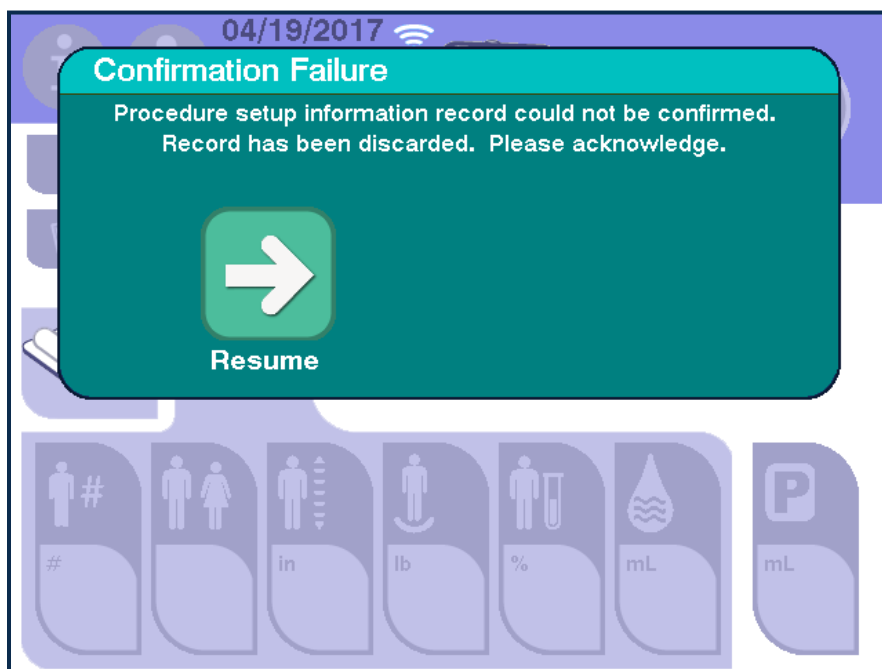 04/19/2017
Confirmation Failure
Procedure setup information record could not be confirmed.
Record has been discarded.  Please acknowledge.
Resume
#
# in lb % mL mL
P